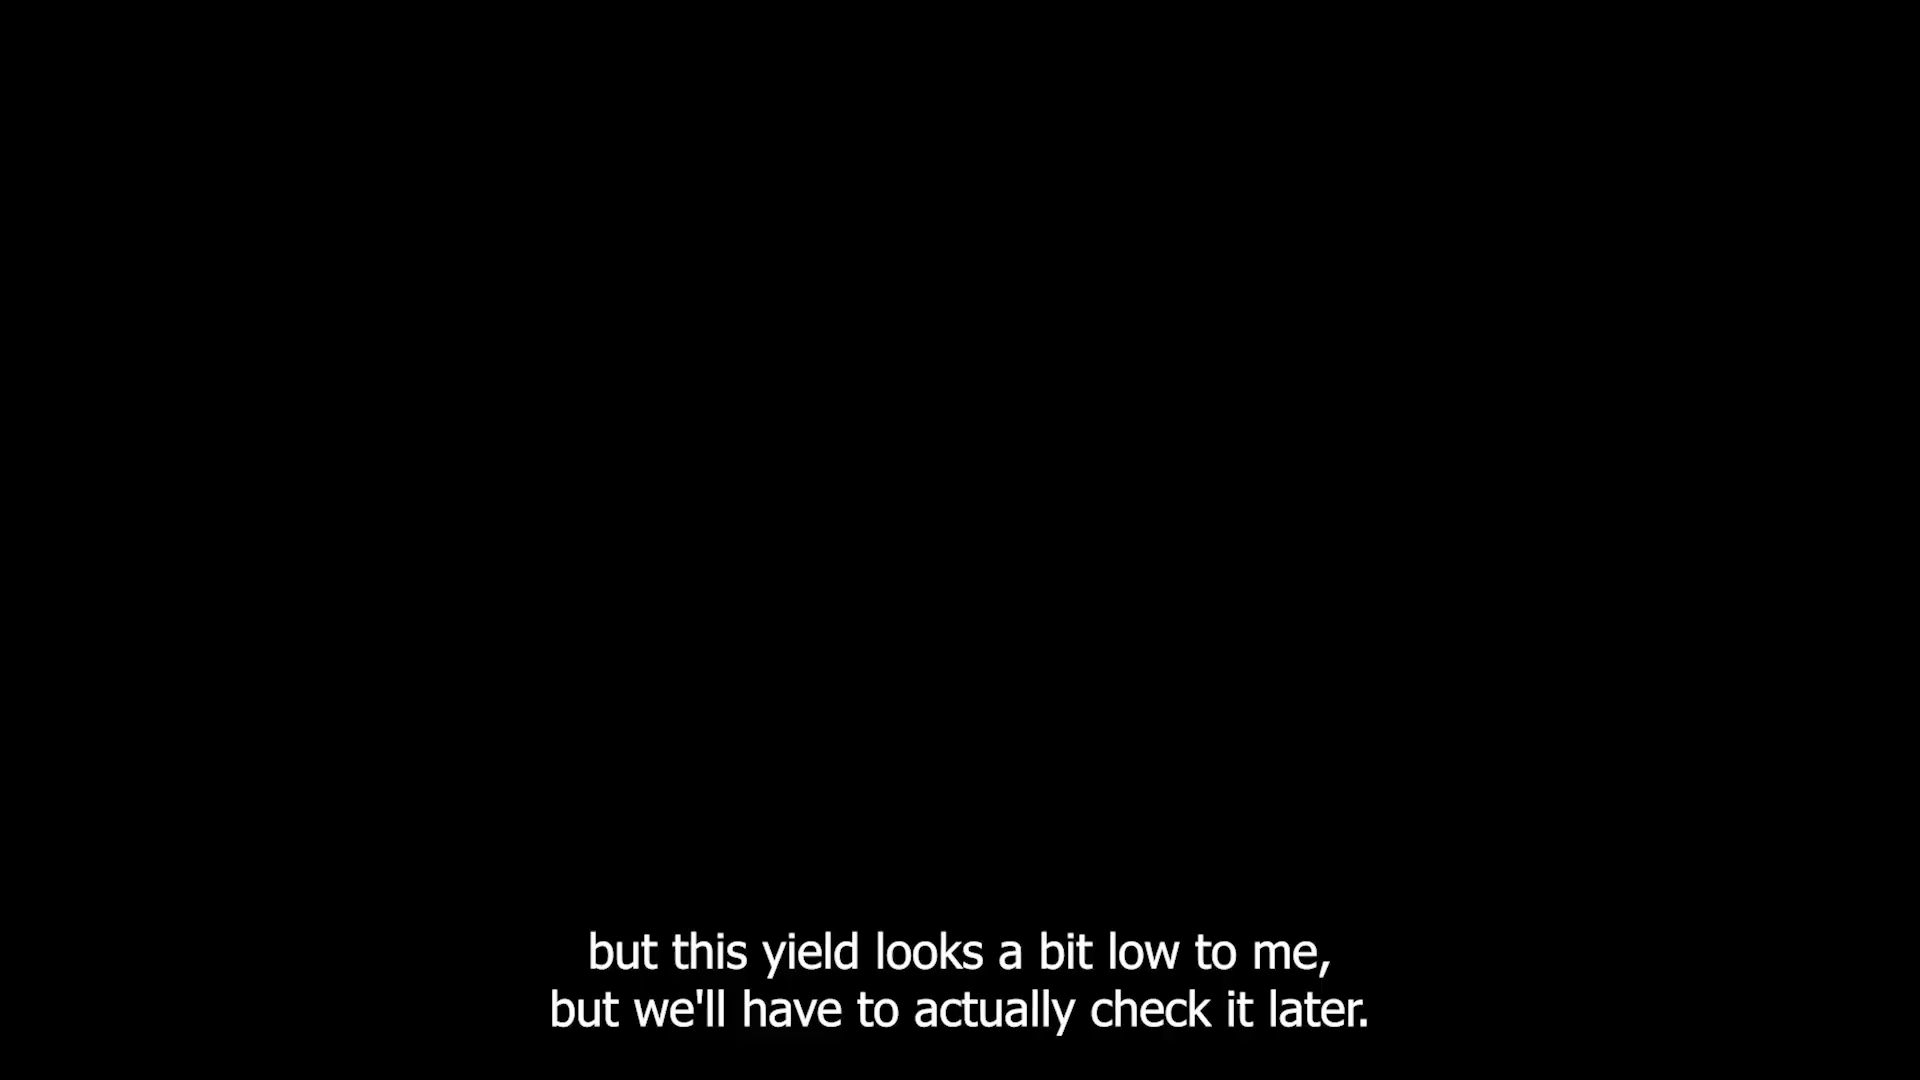 but this yield looks a bit low to me,
but we'll have to actually check it later.